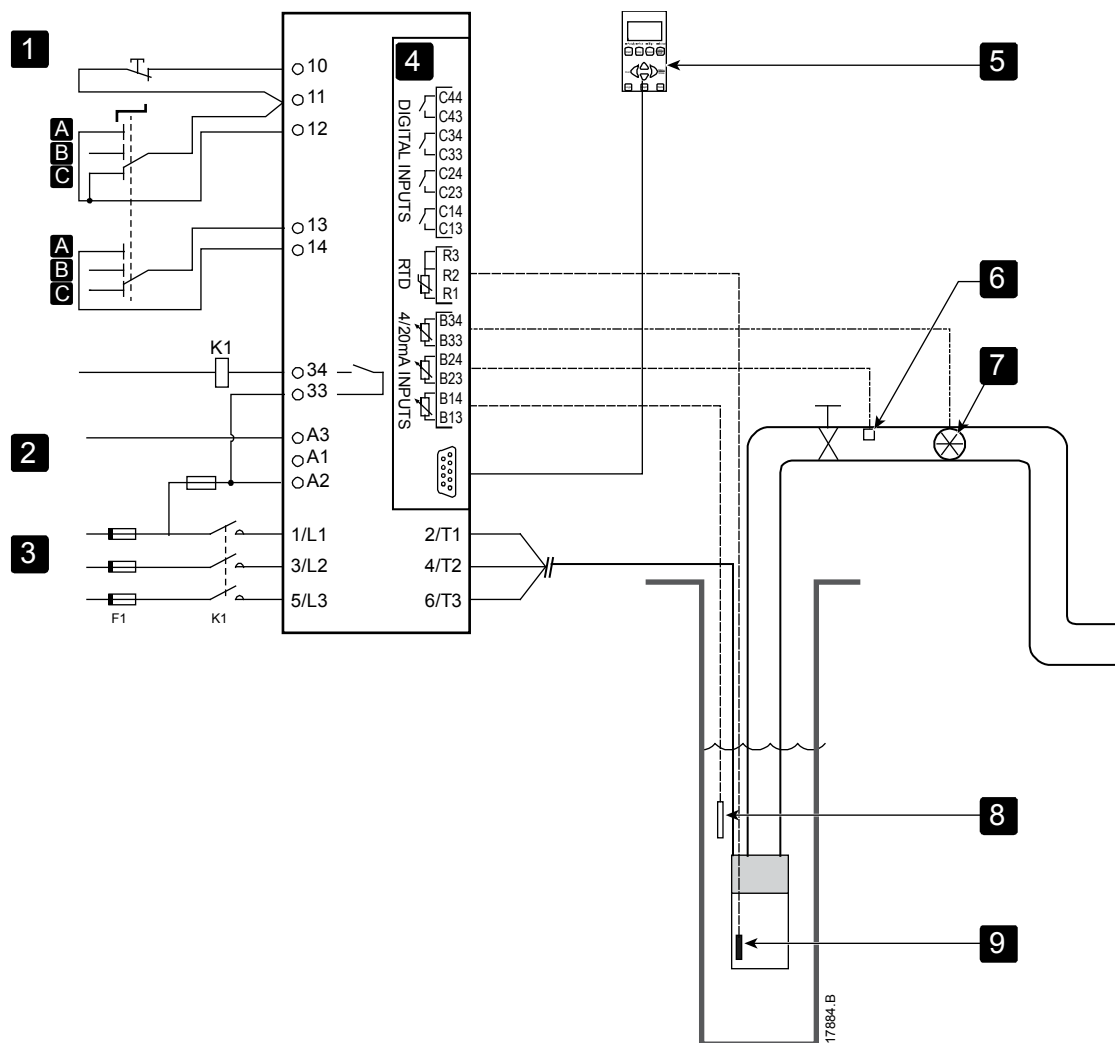 1
10
11
12
A
B
C
13
14
A
B
C
K1
34
33
2
A3
A1
A2
3
1/L1
3/L2
5/L3
F1
K1
2/T1
4/T2
6/T3
4
DIGITAL INPUTS
C44
C43
C34
C33
C24
C23
C14
C13
RTD
R3
R2
R1
4/20mA INPUTS
B34
B33
B24
B23
B14
B13
5
6
7
8
9
17884.B